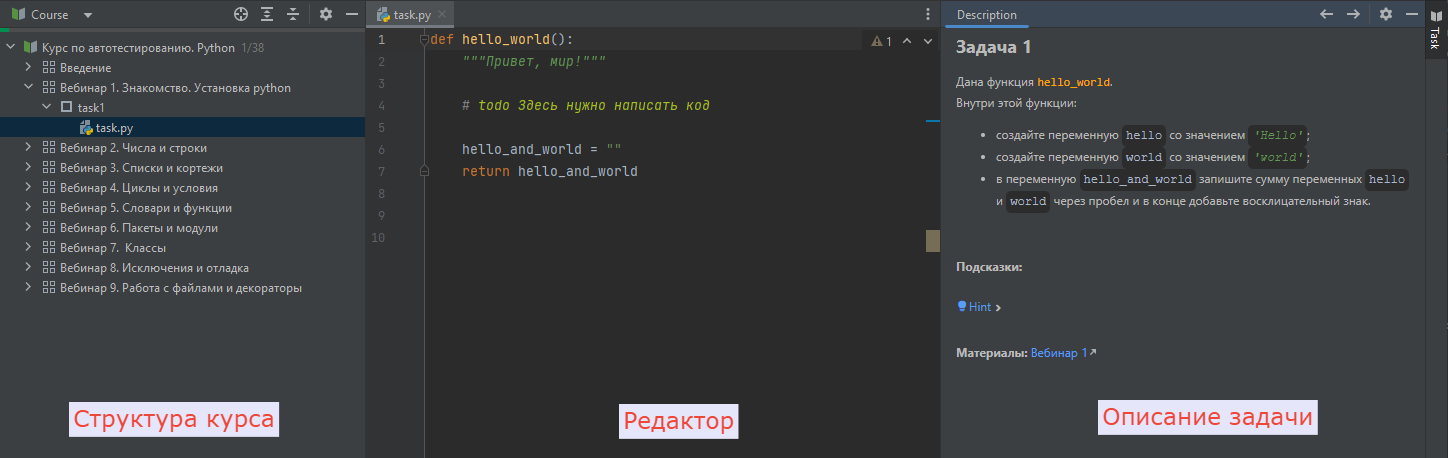 Course
Курс по автотестированию. Python 1/38
Введение
Вебинар 1. Знакомство. Установка python
task1
task.py
Вебинар 2. Числа и строки
Вебинар 3. Списки и кортежи
Вебинар 4. Циклы и условия
Вебинар 5. Словари и функции
Вебинар 6. Пакеты и модули
Вебинар 7. Классы
Вебинар 8. Исключения и отладка
Вебинар 9. Работа с файлами и декораторы
Структура курса
task.py
1 def hello_world():
1
2 """Привет, мир!"""
3
4 # todo Здесь нужно написать код
5
6 hello_and_world = ""
7 return hello_and_world
8
9
10
Редактор
Description
Task
Задача 1
Дана функция hello_world.
Внутри этой функции:
• создайте переменную hello со значением 'Hello';
• создайте переменную world со значением 'world';
• в переменную hello_and_world запишите сумму переменных hello
и world через пробел и в конце добавьте восклицательный знак.
Подсказки:
Hint
Материалы: Вебинар 1
Описание задачи